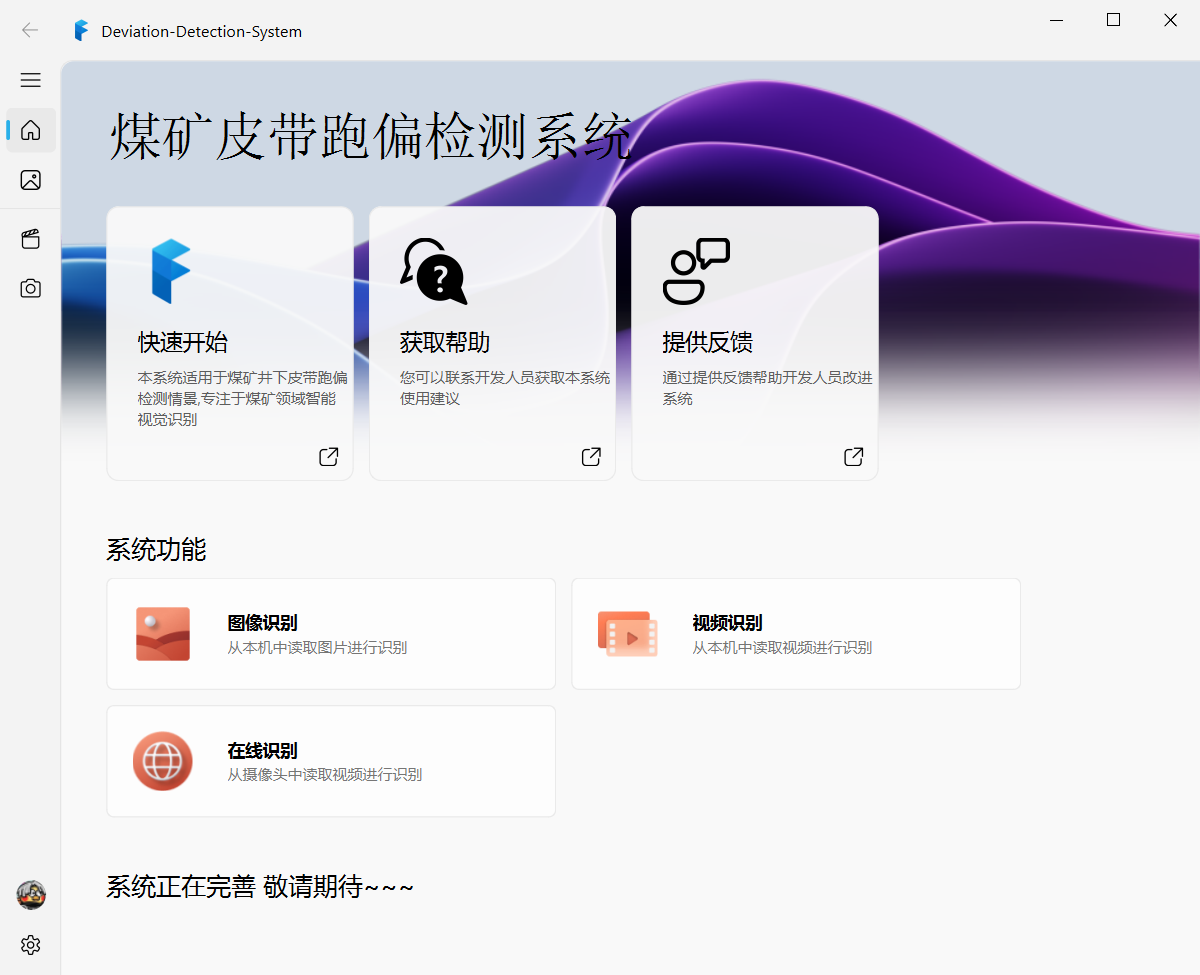 Deviation-Detection-System
煤矿皮带跑偏检测系统
快速开始
本系统适用于煤矿井下皮带跑偏
检测情景,专注于煤矿领域智能
视觉识别
获取帮助
您可以联系开发人员获取本系统
使用建议
提供反馈
通过提供反馈帮助开发人员改进
系统
系统功能
图像识别
从本机中读取图片进行识别
视频识别
从本机中读取视频进行识别
在线识别
从摄像头中读取视频进行识别
系统正在完善 敬请期待~~~